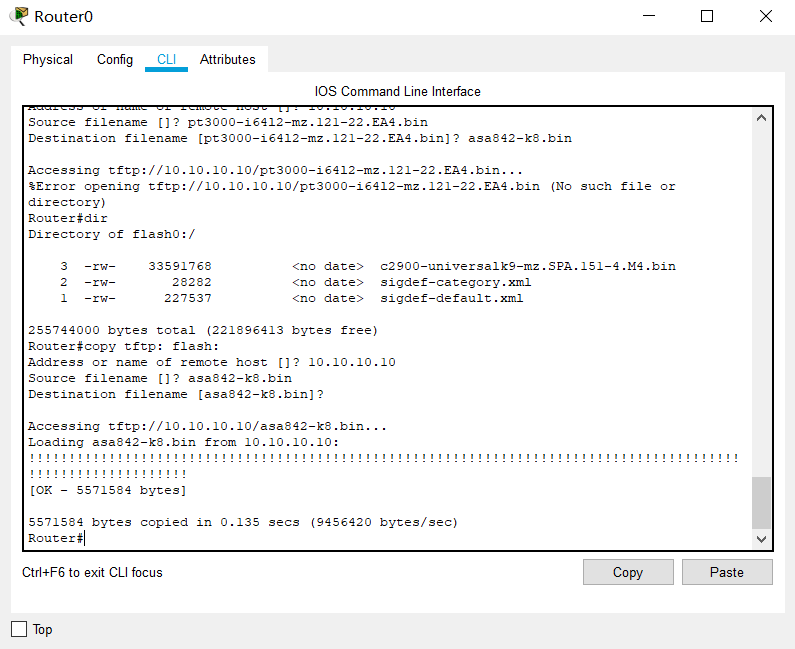 Router0
Physical Config CLI Attributes
IOS Command Line Interface
Address or name of remote host []? 10.10.10.10
Source filename []? pt3000-i6412-mz.121-22.EA4.bin
Destination filename [pt3000-i6412-mz.121-22.EA4.bin]? asa842-k8.bin
Accessing tftp://10.10.10.10/pt3000-i6412-mz.121-22.EA4.bin...
%Error opening tftp://10.10.10.10/pt3000-i6412-mz.121-22.EA4.bin (No such file or
directory)
Router#dir
Directory of flash0:/
3 -rw- 33591768 <no date> c2900-universalk9-mz.SPA.151-4.M4.bin
2 -rw- 28282 <no date> sigdef-category.xml
1 -rw- 227537 <no date> sigdef-default.xml
255744000 bytes total (221896413 bytes free)
Router#copy tftp: flash:
Address or name of remote host []? 10.10.10.10
Source filename []? asa842-k8.bin
Destination filename [asa842-k8.bin]?
Accessing tftp://10.10.10.10/asa842-k8.bin...
Loading asa842-k8.bin from 10.10.10.10:
!!!!!!!!!!!!!!!!!!!!!!!!!!!!!!!!!!!!!!!!!!!!!!!!!!!!!!!!!!!!!!!!!!!!!!!!!!!!!!!!!!!!!!!!!!
!!!!!!!!!!!!!!!!!!!!
[OK - 5571584 bytes]
5571584 bytes copied in 0.135 secs (9456420 bytes/sec)
Router#
Ctrl+F6 to exit CLI focus
Copy Paste
Top